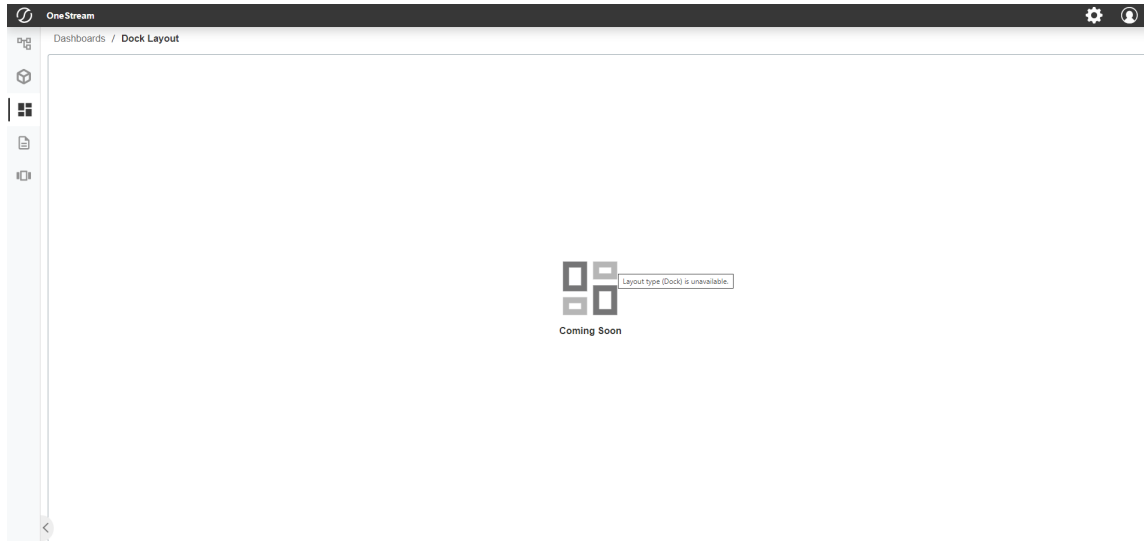 OneStream
Dashboards / Dock Layout
Layout type (Dock) is unavailable.
Coming Soon